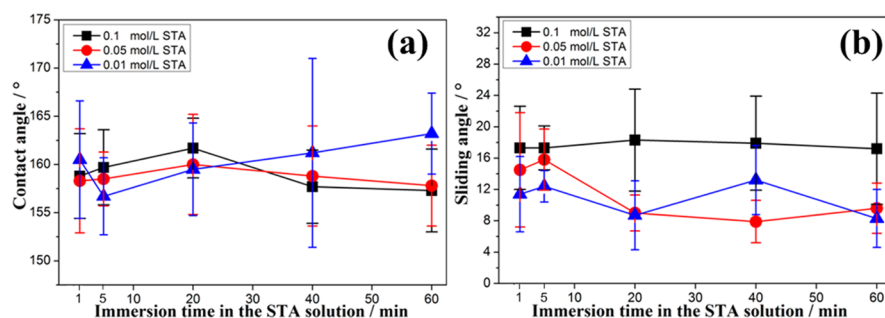 (a)
0.1 mol/L STA
0.05 mol/L STA
0.01 mol/L STA
Contact angle / °
175
170
165
160
155
150
1 5 10 20 30 40 50 60
Immersion time in the STA solution / min
(b)
0.1 mol/L STA
0.05 mol/L STA
0.01 mol/L STA
Sliding angle / °
32
28
24
20
16
12
8
4
0
1 5 10 20 30 40 50 60
Immersion time in the STA solution / min